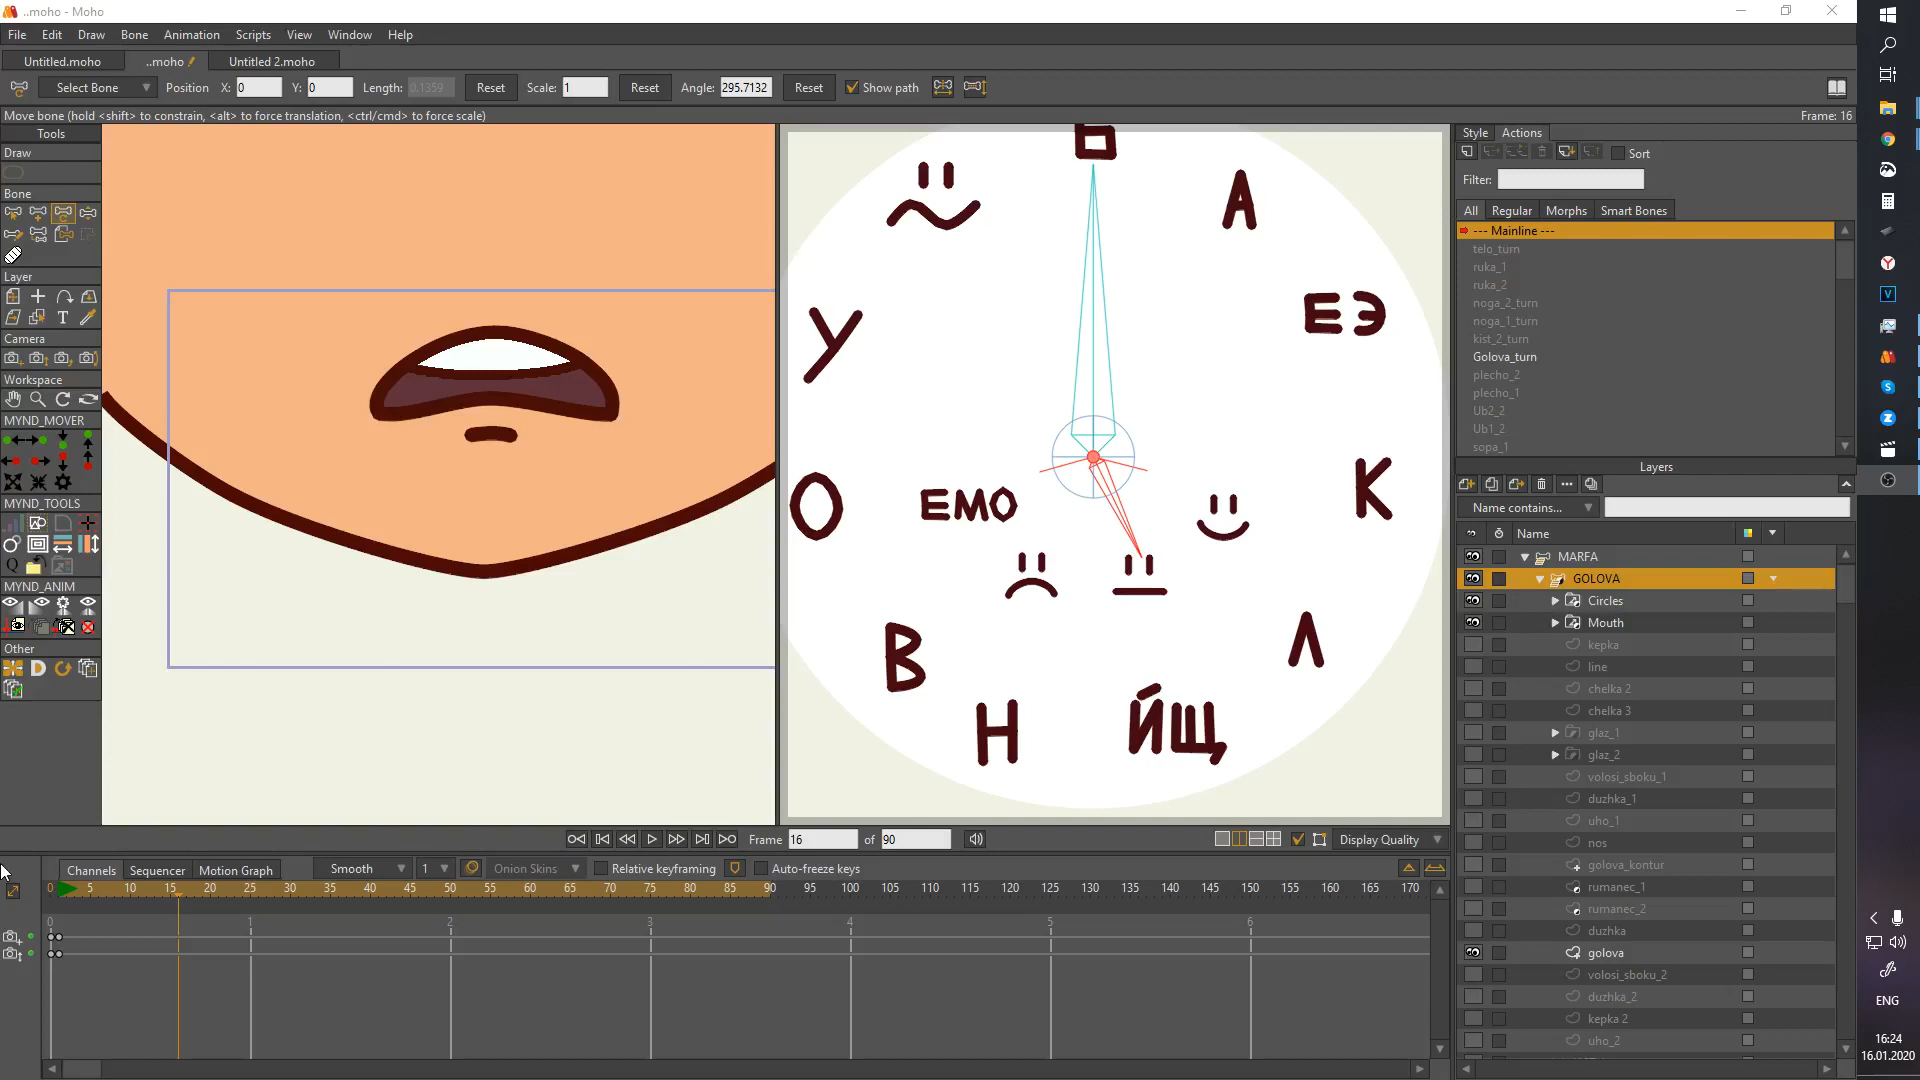 ..moho - Moho
File Edit Draw Bone Animation Scripts View Window Help
Untitled.moho ..moho Untitled 2.moho
Select Bone Position X: 0 Y: 0 Length: 0.1359 Reset Scale: 1 Reset Angle: 295.7132 Reset Show path
Move bone (hold <shift> to constrain, <alt> to force translation, <ctrl/cmd> to force scale) Frame: 16
Tools
Draw
Bone
Layer
Camera
Workspace
MYND_MOVER
MYND_TOOLS
MYND_ANIM
Other
А
ЕЭ
У
К
О
ЕМО
Л
В
Н
ЙЩ
Style Actions
Sort
Filter:
All Regular Morphs Smart Bones
--- Mainline ---
telo_turn
ruka_1
ruka_2
noga_2_turn
noga_1_turn
kist_2_turn
Golova_turn
plecho_2
plecho_1
Ub2_2
Ub1_2
sopa_1
Layers
Name contains...
Name
MARFA
GOLOVA
Circles
Mouth
kepka
line
chelka 2
chelka 3
glaz_1
glaz_2
volosi_sboku_1
duzhka_1
uho_1
nos
golova_kontur
rumanec_1
rumanec_2
duzhka
golova
volosi_sboku_2
duzhka_2
kepka 2
uho_2
Frame 16 of 90 Display Quality
Channels Sequencer Motion Graph Smooth 1 Onion Skins Relative keyframing Auto-freeze keys
0 5 10 15 20 25 30 35 40 45 50 55 60 65 70 75 80 85 90 95 100 105 110 115 120 125 130 135 140 145 150 155 160 165 170
0 1 2 3 4 5 6
ENG
16:24
16.01.2020